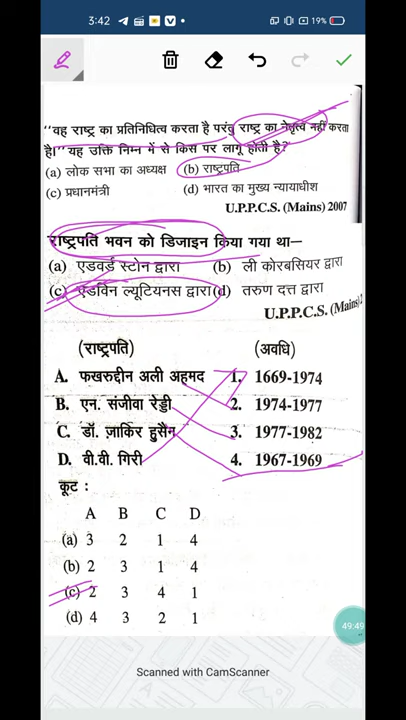 3:42
19%
"वह राष्ट्र का प्रतिनिधित्व करता है परंतु राष्ट्र का नेतृत्व नहीं करता
है।" यह उक्ति निम्न में से किस पर लागू होती है?
(a) लोक सभा का अध्यक्ष (b) राष्ट्रपति
(c) प्रधानमंत्री (d) भारत का मुख्य न्यायाधीश
U.P.P.C.S. (Mains) 2007
राष्ट्रपति भवन को डिजाइन किया गया था—
(a) एडवर्ड स्टोन द्वारा (b) ली कोरबसियर द्वारा
(c) एडविन ल्यूटियनस द्वारा (d) तरुण दत्त द्वारा
U.P.P.C.S. (Mains) 2
(राष्ट्रपति) (अवधि)
A. फखरुद्दीन अली अहमद 1. 1669-1974
B. एन. संजीवा रेड्डी 2. 1974-1977
C. डॉ. ज़ाकिर हुसैन 3. 1977-1982
D. वी.वी. गिरी 4. 1967-1969
कूट :
A B C D
(a) 3 2 1 4
(b) 2 3 1 4
(c) 2 3 4 1
(d) 4 3 2 1
49:49
Scanned with CamScanner